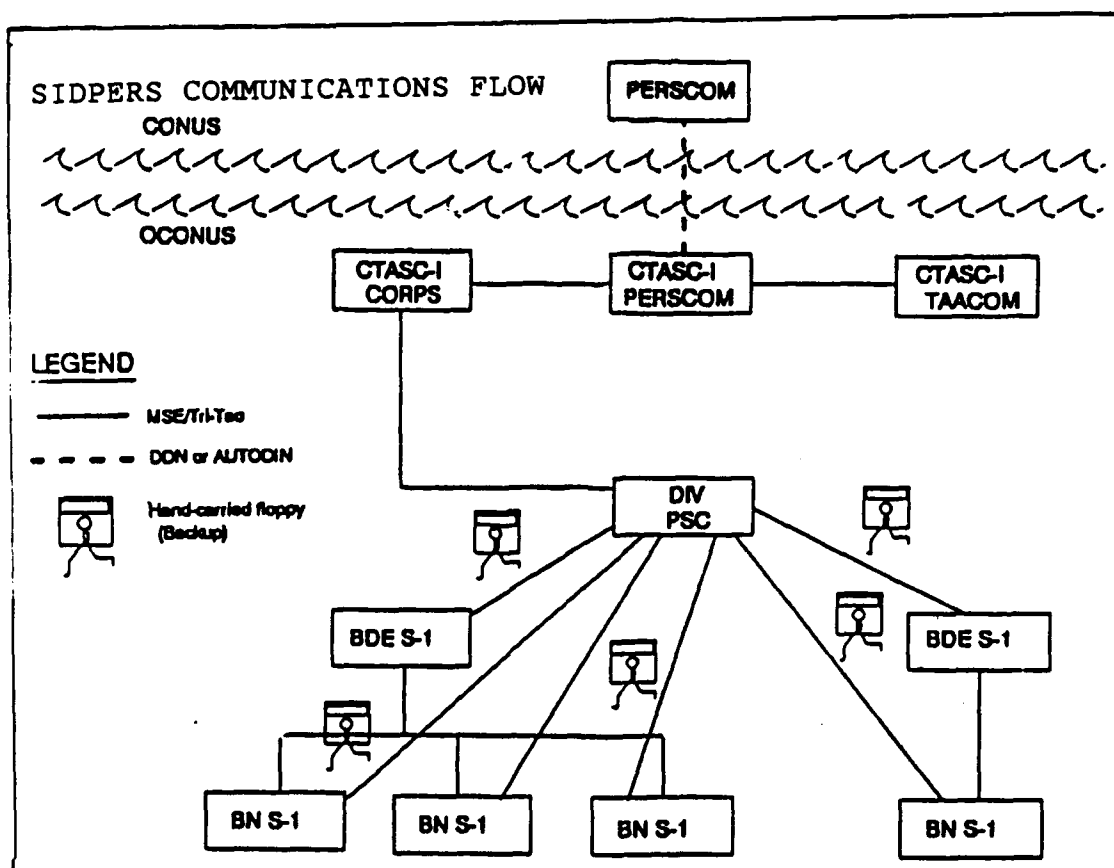 SIDPERS COMMUNICATIONS FLOW
PERSCOM
CONUS
OCONUS
CTASC-I
CORPS
CTASC-I
PERSCOM
CTASC-I
TAACOM
LEGEND
MSE/Tri-Tac
DDN or AUTODIN
Hand-carried floppy
(Backup)
DIV
PSC
BDE S-1
BDE S-1
BN S-1
BN S-1
BN S-1
BN S-1